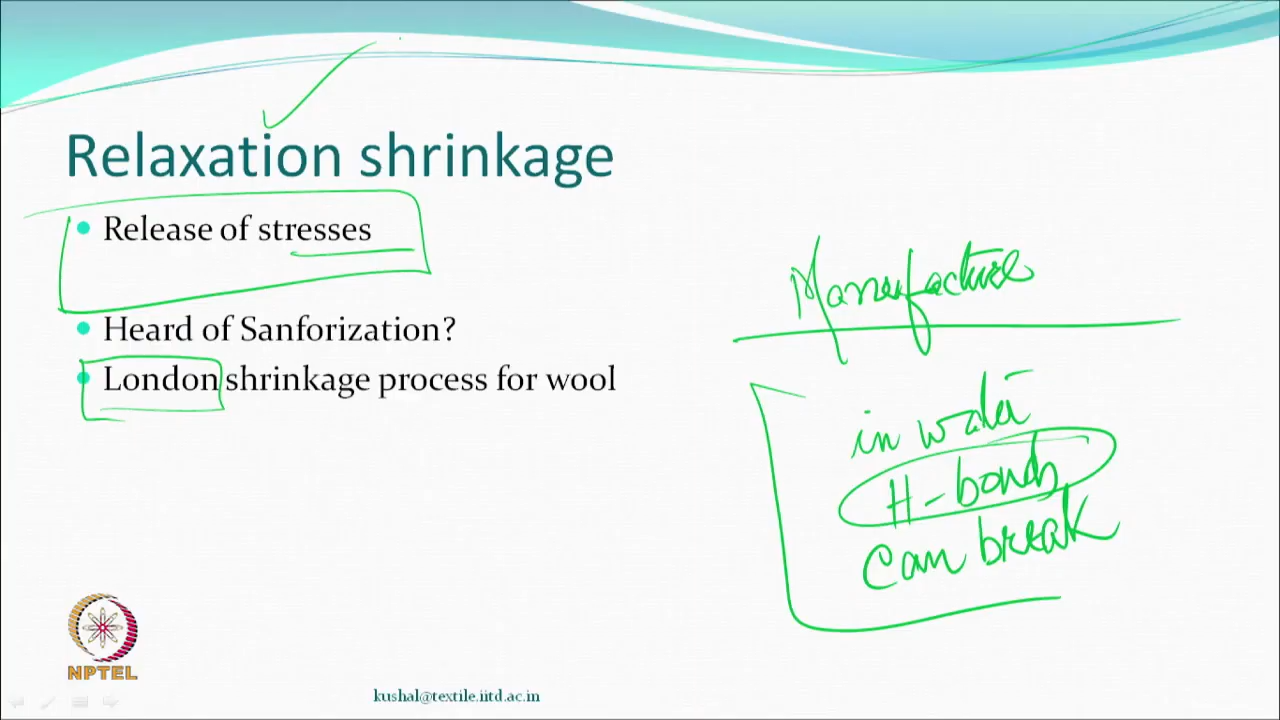 Relaxation shrinkage
• Release of stresses
• Heard of Sanforization?
• London shrinkage process for wool
Manufacture
in water
H-bonds
can break
NPTEL
kushal@textile.iitd.ac.in